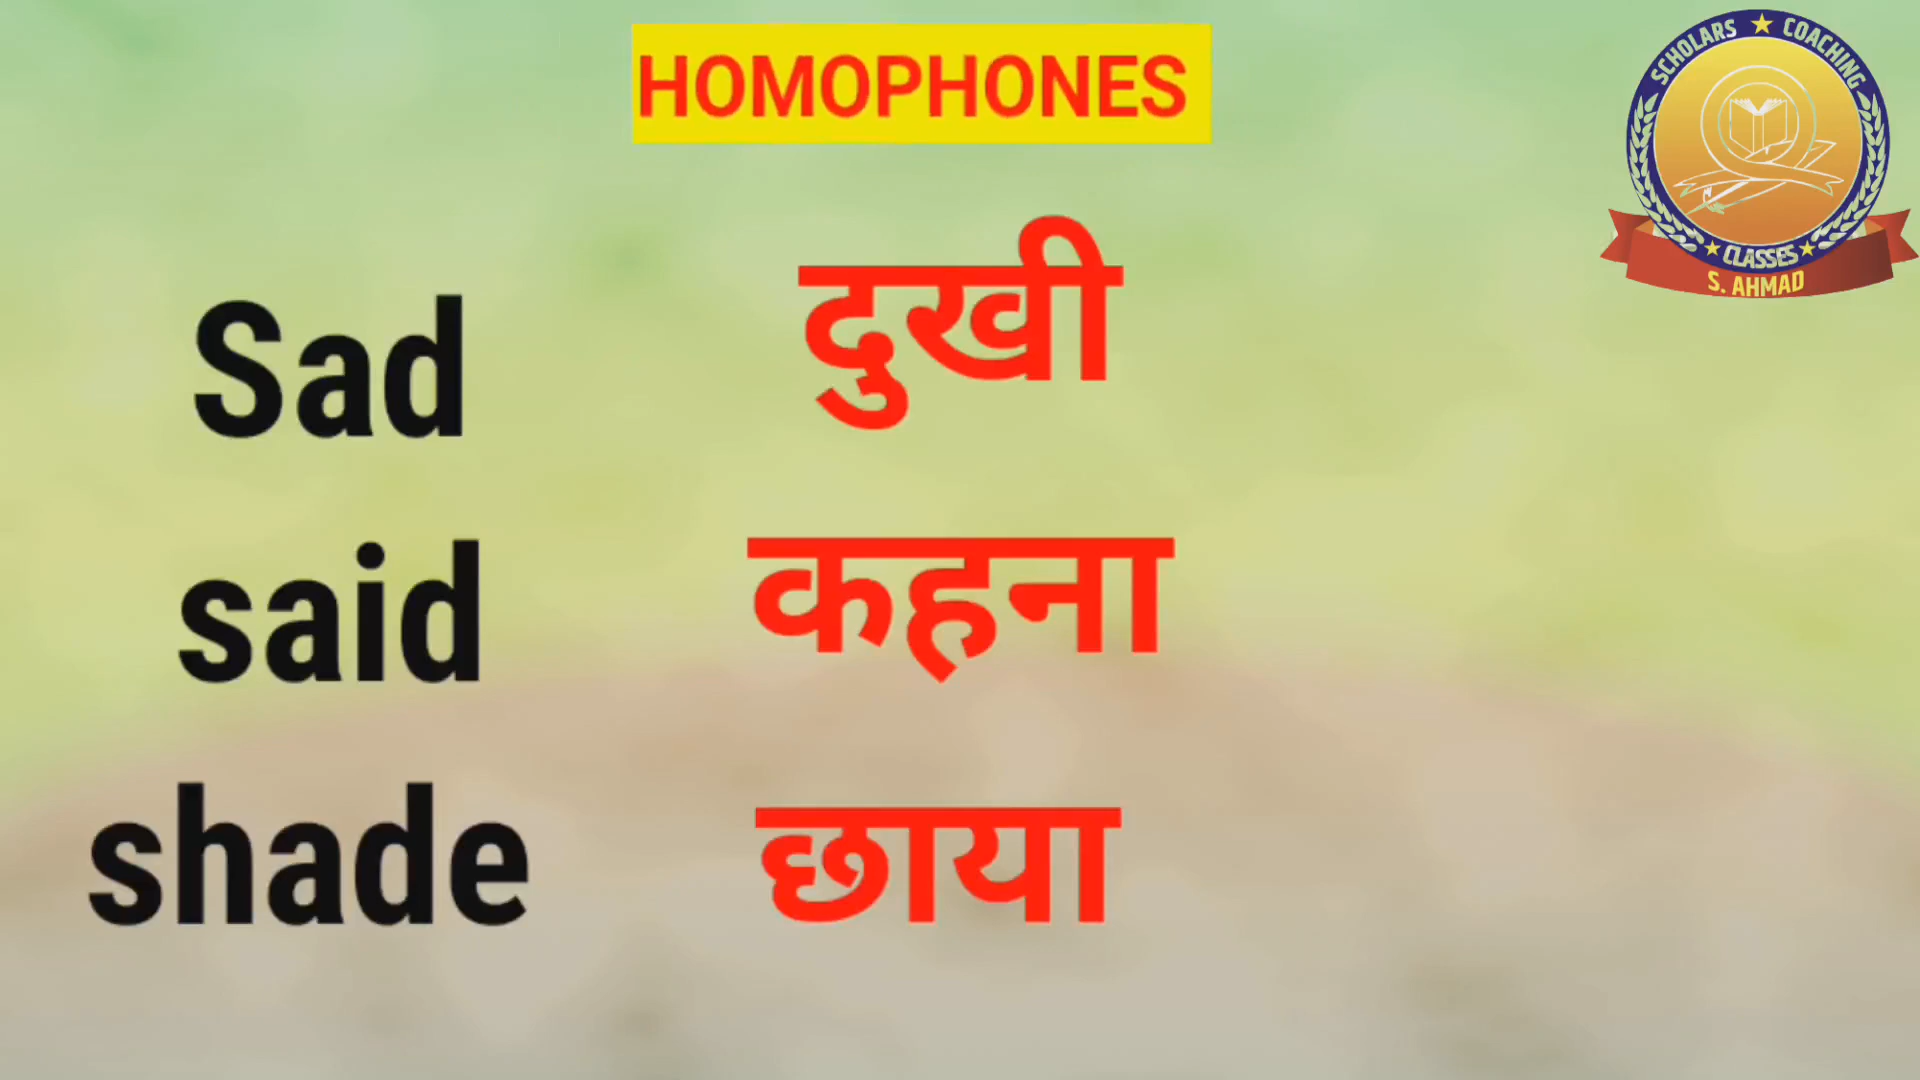 HOMOPHONES
SCHOLARS ★ COACHING
★ CLASSES ★
S. AHMAD
Sad दुखी
said कहना
shade छाया